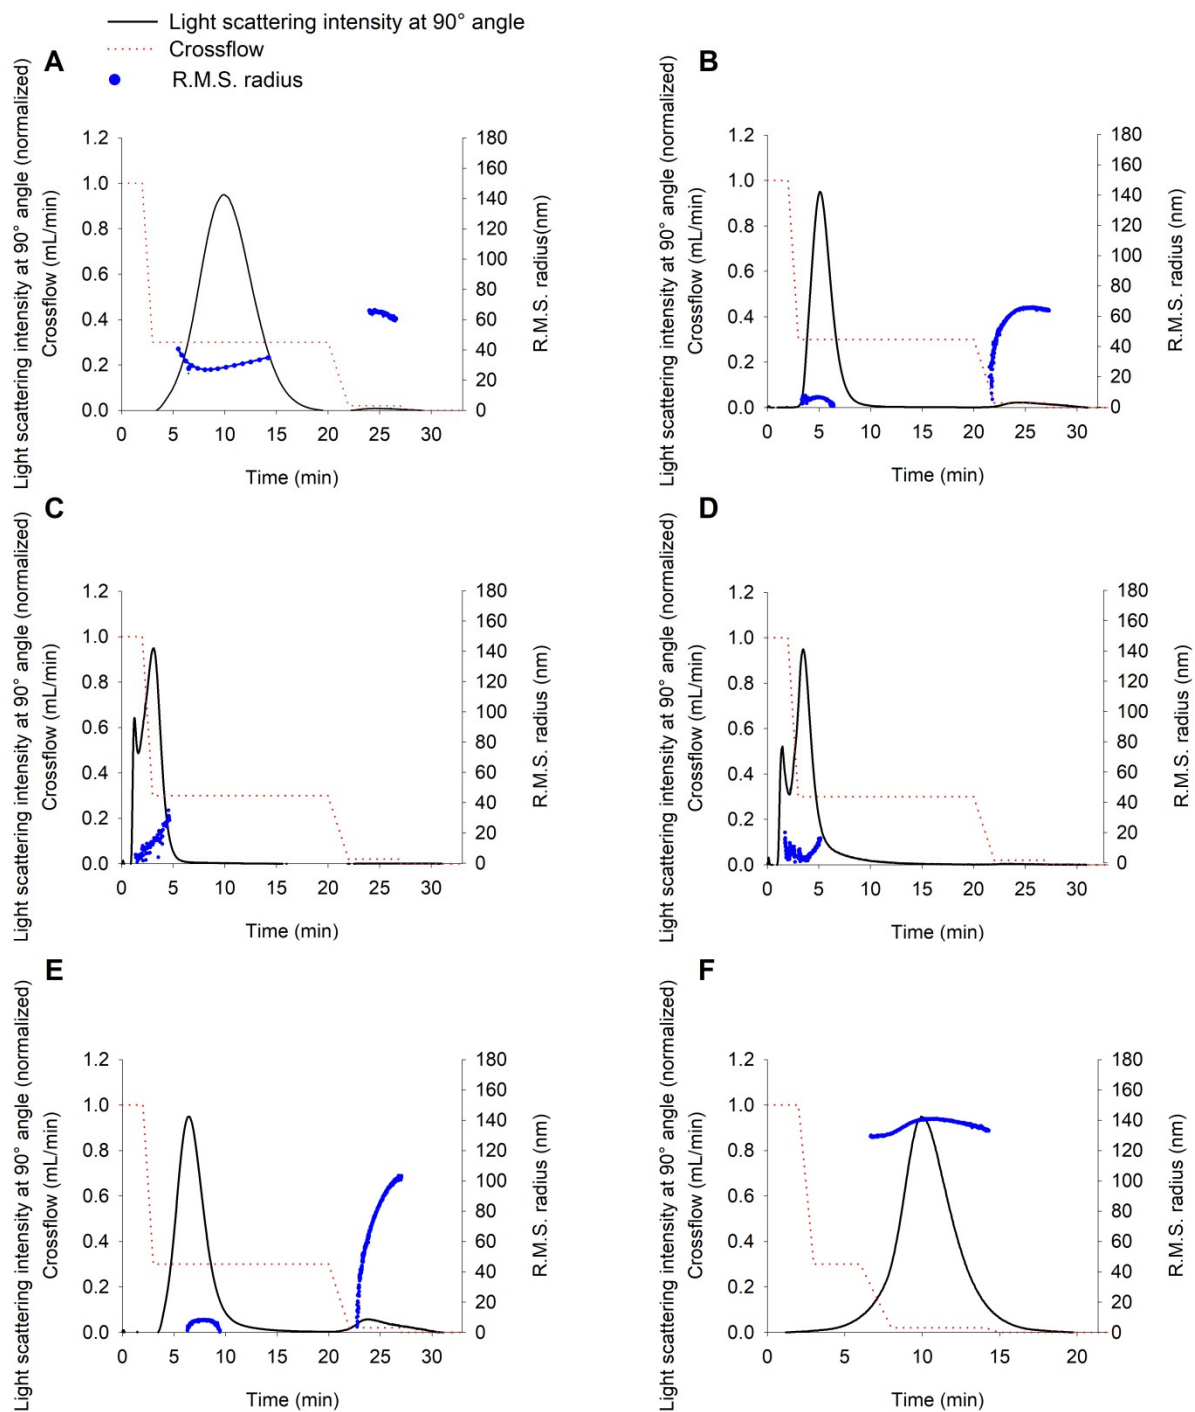 Light scattering intensity at 90° angle
Crossflow
R.M.S. radius
A
Light scattering intensity at 90° angle (normalized)
Crossflow (mL/min)
1.2
1.0
0.8
0.6
0.4
0.2
0.0
180
160
140
120
100
80
60
40
20
0
R.M.S. radius(nm)
0 5 10 15 20 25 30
Time (min)
B
Light scattering intensity at 90° angle (normalized)
Crossflow (mL/min)
1.2
1.0
0.8
0.6
0.4
0.2
0.0
180
160
140
120
100
80
60
40
20
0
R.M.S. radius (nm)
0 5 10 15 20 25 30
Time (min)
C
Light scattering intensity at 90° angle (normalized)
Crossflow (mL/min)
1.2
1.0
0.8
0.6
0.4
0.2
0.0
180
160
140
120
100
80
60
40
20
0
R.M.S. radius (nm)
0 5 10 15 20 25 30
Time (min)
D
Light scattering intensity at 90° angle (normalized)
Crossflow (mL/min)
1.2
1.0
0.8
0.6
0.4
0.2
0.0
180
160
140
120
100
80
60
40
20
0
R.M.S. radius (nm)
0 5 10 15 20 25 30
Time (min)
E
Light scattering intensity at 90° angle (normalized)
Crossflow (mL/min)
1.2
1.0
0.8
0.6
0.4
0.2
0.0
180
160
140
120
100
80
60
40
20
0
R.M.S. radius (nm)
0 5 10 15 20 25 30
Time (min)
F
Light scattering intensity at 90° angle (normalized)
Crossflow (mL/min)
1.2
1.0
0.8
0.6
0.4
0.2
0.0
180
160
140
120
100
80
60
40
20
0
R.M.S. radius (nm)
0 5 10 15 20
Time (min)